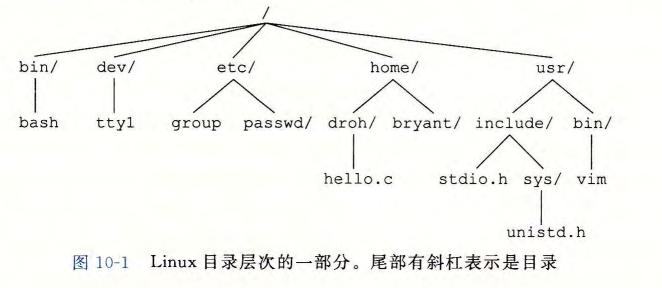 /
bin/ dev/ etc/ home/ usr/
bash tty1 group passwd/ droh/ bryant/ include/ bin/
hello.c stdio.h sys/ vim
unistd.h
图 10-1 Linux 目录层次的一部分。尾部有斜杠表示是目录